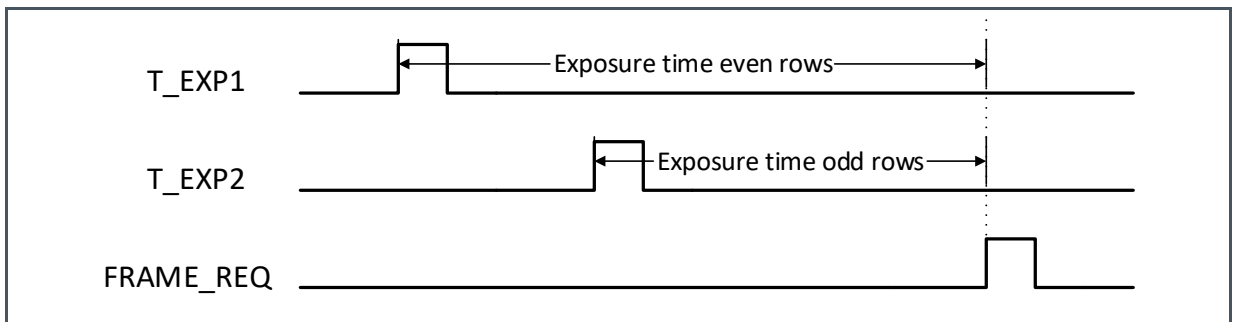 T_EXP1
Exposure time even rows
T_EXP2
Exposure time odd rows
FRAME_REQ